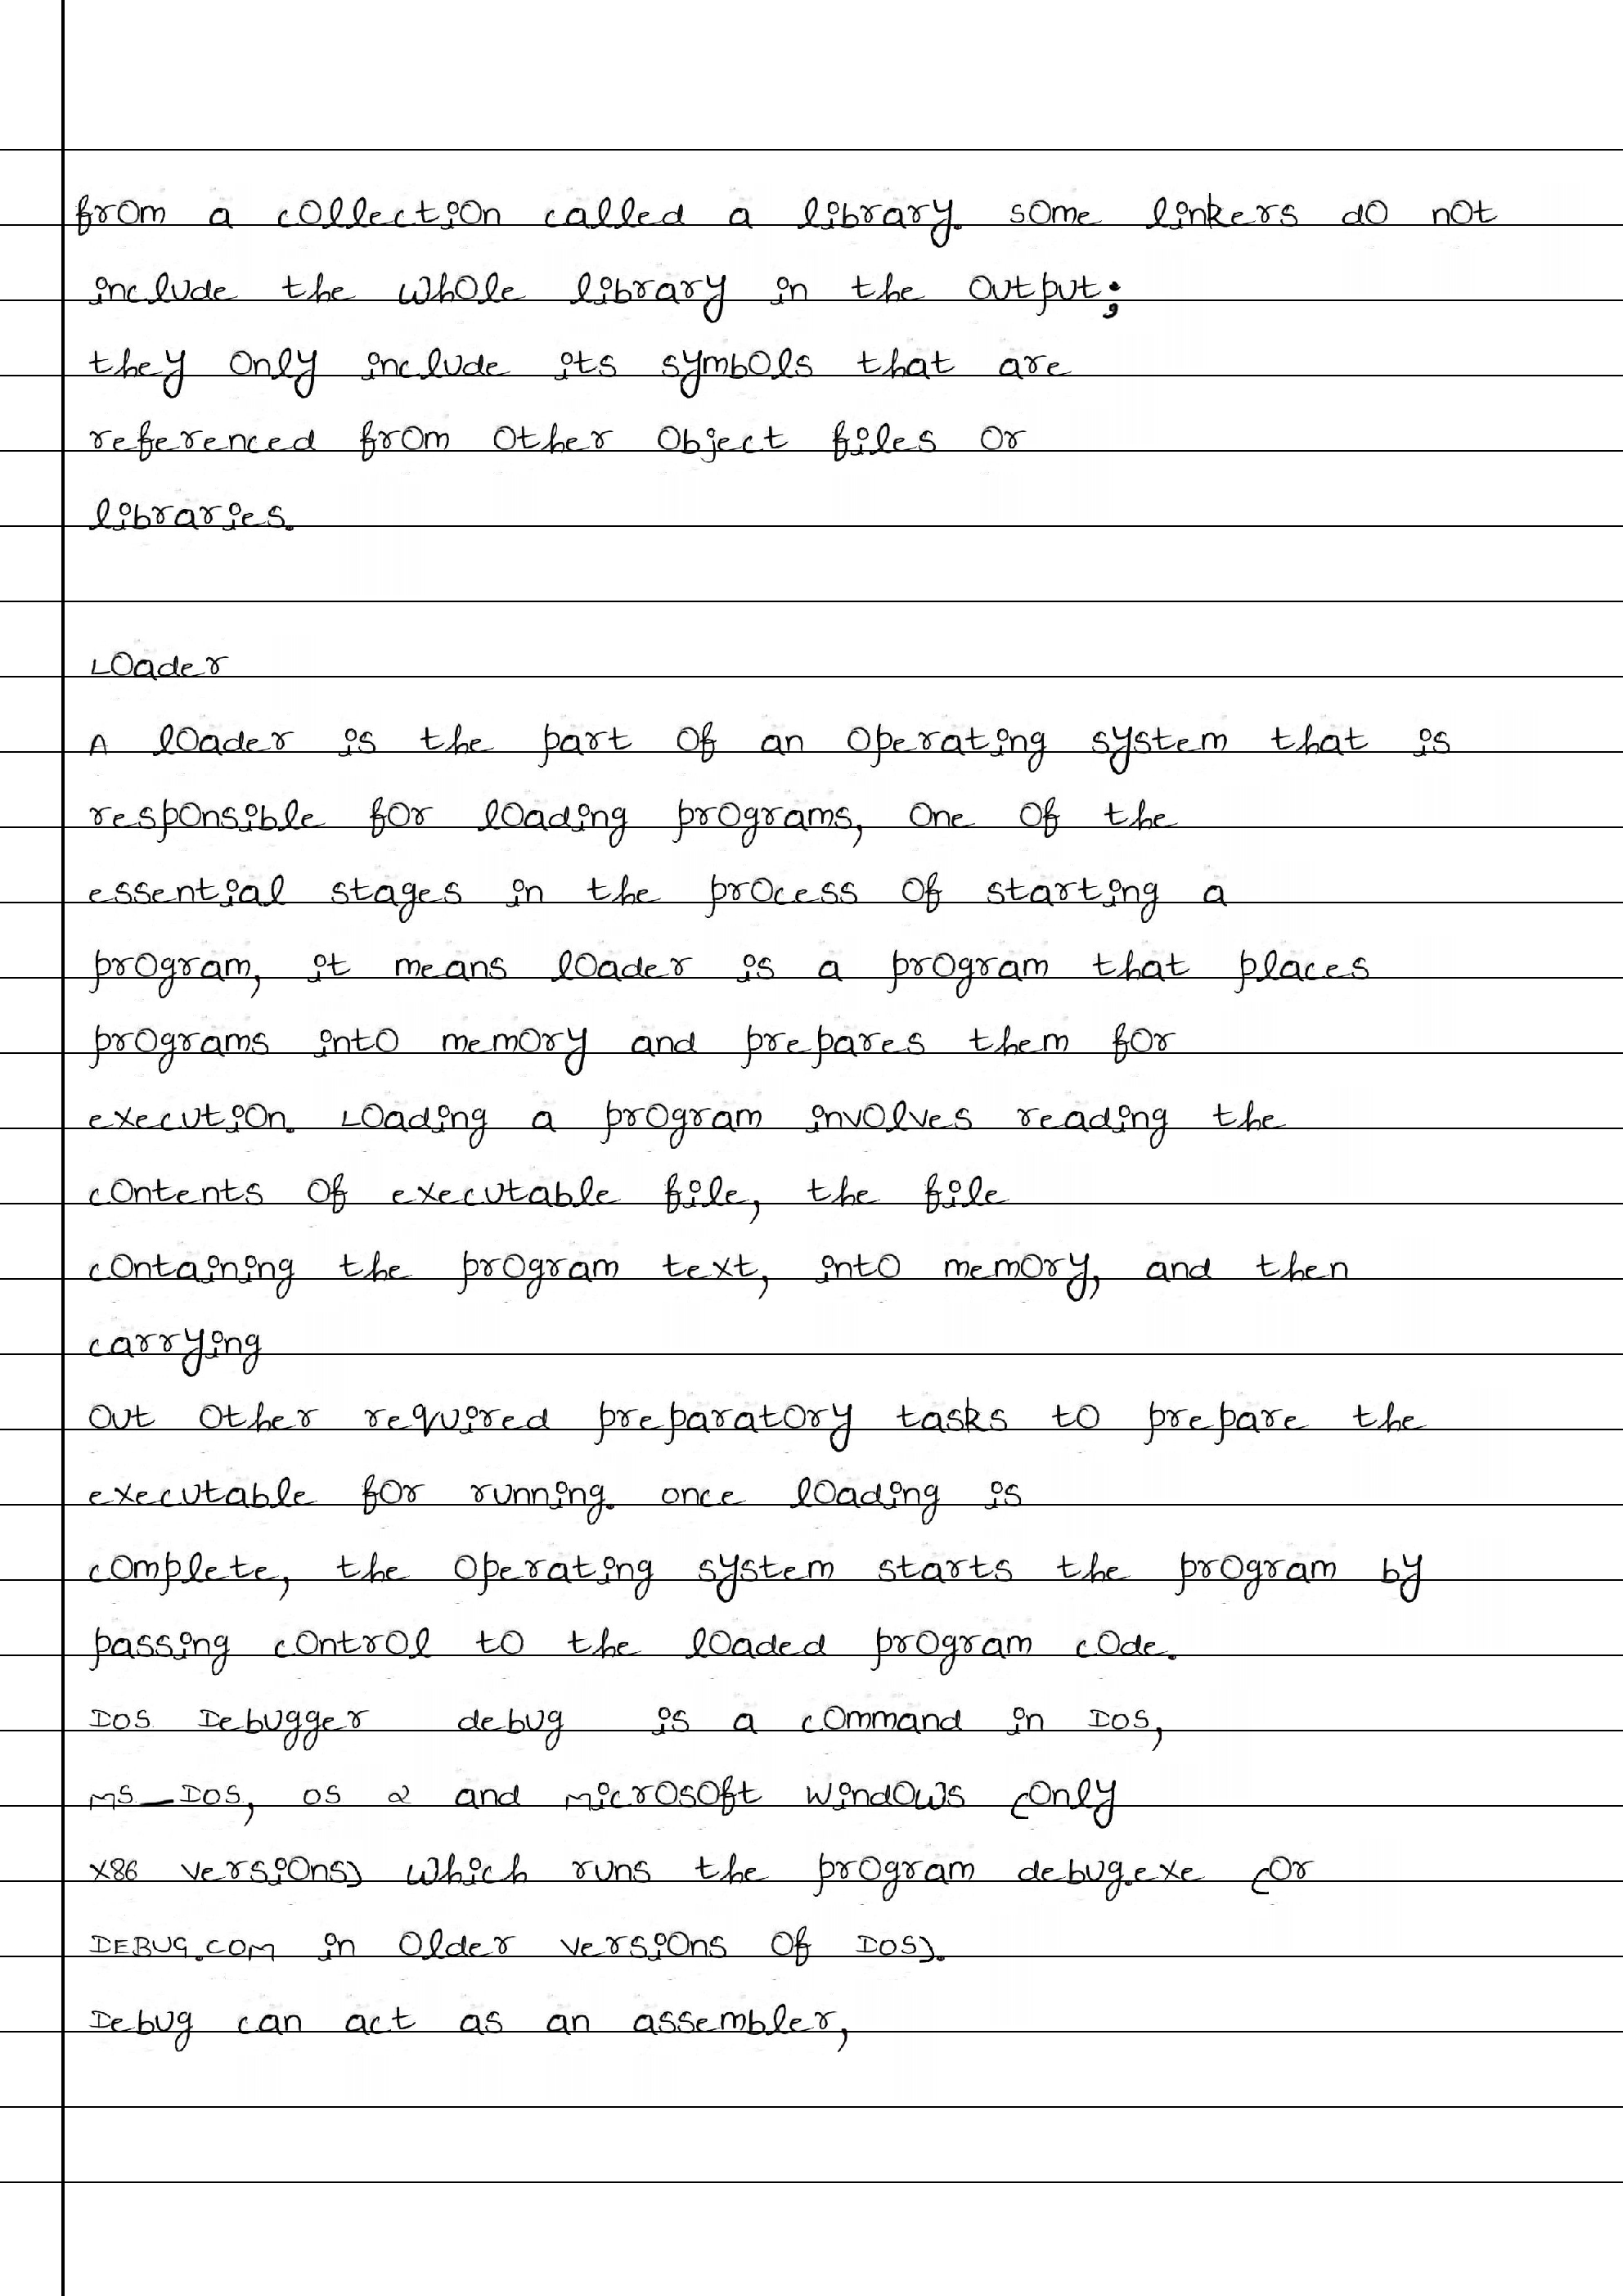 from a collection called a library. some linkers do not
include the whole library in the output;
they only include its symbols that are
referenced from other object files or
libraries.
Loader
A loader is the part of an operating system that is
responsible for loading programs, one of the
essential stages in the process of starting a
program, it means loader is a program that places
programs into memory and prepares them for
execution. Loading a program involves reading the
contents of executable file, the file
containing the program text, into memory, and then
carrying
out other required preparatory tasks to prepare the
executable for running. once loading is
complete, the operating system starts the program by
passing control to the loaded program code.
DOS Debugger debug is a command in DOS,
MS-DOS, OS 2 and Microsoft Windows (only
x86 versions) which runs the program debug.exe (or
DEBUG.COM in older versions of DOS).
Debug can act as an assembler,